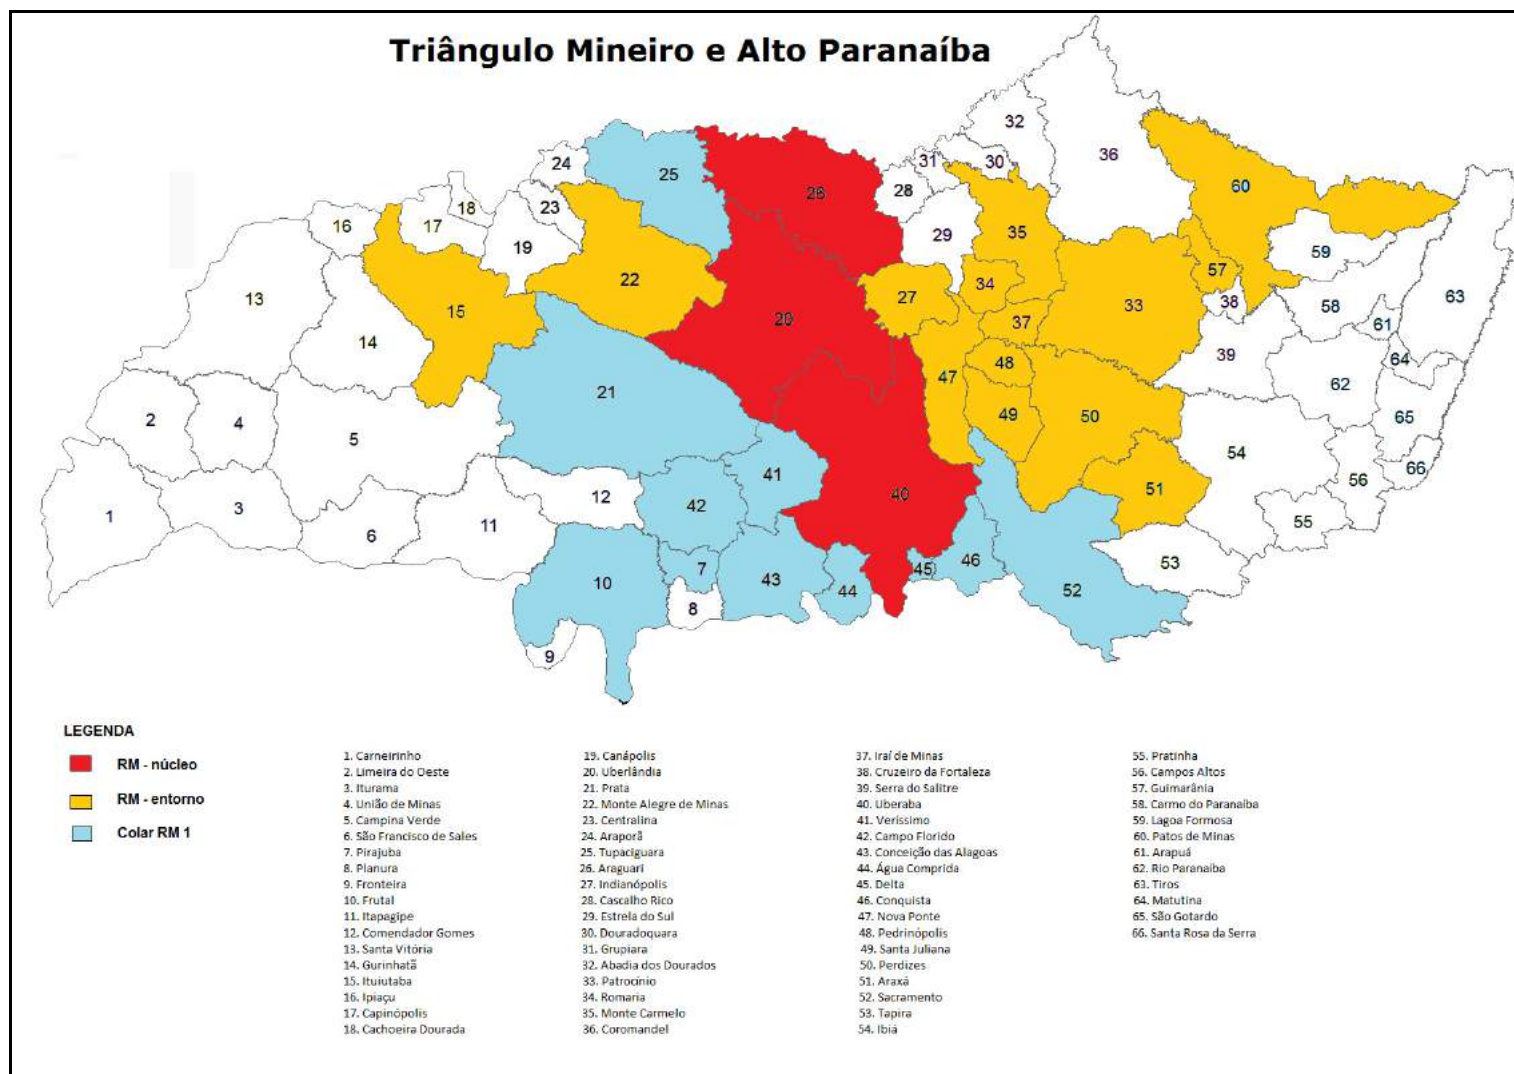 Triângulo Mineiro e Alto Paranaíba
32
36
24
31
30
25
26
28
60
18
23
16
17
19
29
35
59
13
22
34
57
63
27
38
58
15
33
20
37
61
14
39
64
48
62
47
21
2
4
49
50
65
5
54
41
66
56
51
12
40
42
1
3
11
55
6
45
46
53
7
10
43
44
52
8
9
LEGENDA
RM - núcleo
RM - entorno
Colar RM 1
1. Carneirinho
2. Limeira do Oeste
3. Iturama
4. União de Minas
5. Campina Verde
6. São Francisco de Sales
7. Pirajuba
8. Planura
9. Fronteira
10. Frutal
11. Itapagipe
12. Comendador Gomes
13. Santa Vitória
14. Gurinhatã
15. Ituiutaba
16. Ipiaçu
17. Capinópolis
18. Cachoeira Dourada
19. Canápolis
20. Uberlândia
21. Prata
22. Monte Alegre de Minas
23. Centralina
24. Araporã
25. Tupaciguara
26. Araguari
27. Indianópolis
28. Cascalho Rico
29. Estrela do Sul
30. Douradoquara
31. Grupiara
32. Abadia dos Dourados
33. Patrocínio
34. Romaria
35. Monte Carmelo
36. Coromandel
37. Iraí de Minas
38. Cruzeiro da Fortaleza
39. Serra do Salitre
40. Uberaba
41. Veríssimo
42. Campo Florido
43. Conceição das Alagoas
44. Água Comprida
45. Delta
46. Conquista
47. Nova Ponte
48. Pedrinópolis
49. Santa Juliana
50. Perdizes
51. Araxá
52. Sacramento
53. Tapira
54. Ibiá
55. Pratinha
56. Campos Altos
57. Guimarânia
58. Carmo do Paranaíba
59. Lagoa Formosa
60. Patos de Minas
61. Arapuá
62. Rio Paranaíba
63. Tiros
64. Matutina
65. São Gotardo
66. Santa Rosa da Serra